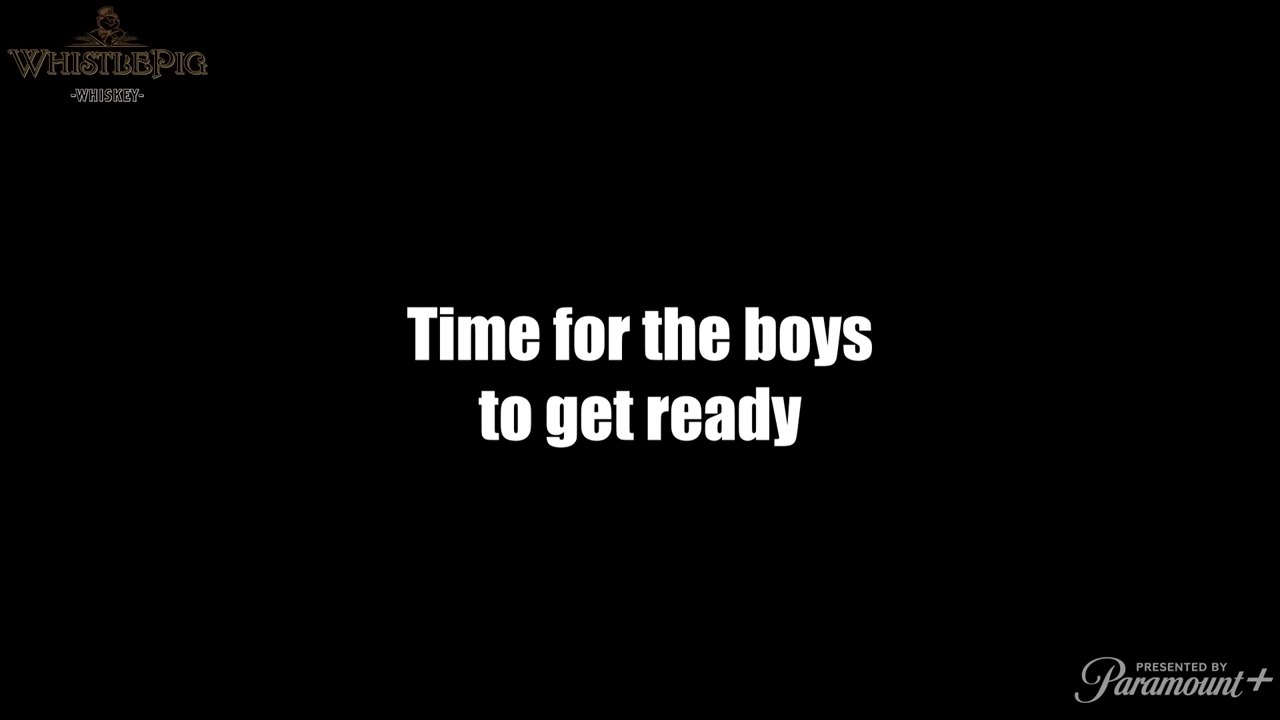 WHISTLEPIG
-WHISKEY-
Time for the boys
to get ready
PRESENTED BY
Paramount+